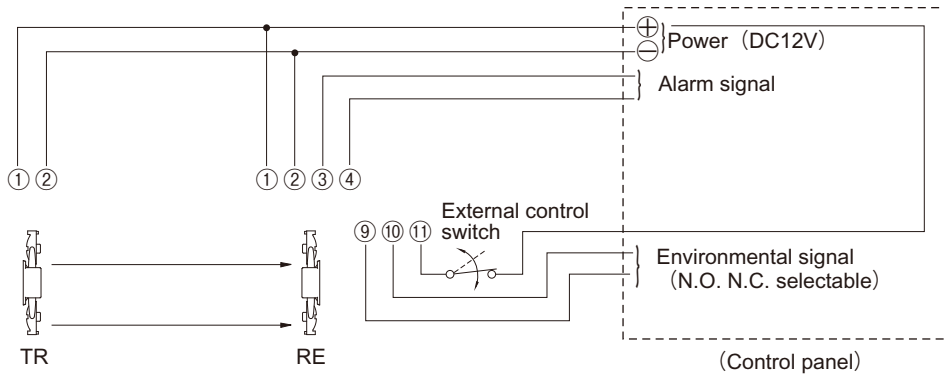 ⊕
⊖
Power（DC12V）
Alarm signal
① ② ① ② ③ ④
External control
switch
⑨ ⑩ ⑪
Environmental signal
（N.O. N.C. selectable）
TR RE
（Control panel）